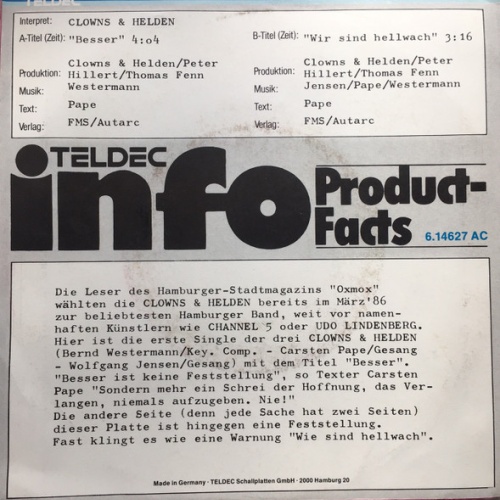 TELDEC
Interpret: CLOWNS & HELDEN
A-Titel (Zeit): "Besser" 4:o4 B-Titel (Zeit): "Wir sind hellwach" 3:16
Clowns & Helden/Peter Clowns & Helden/Peter
Produktion: Hillert/Thomas Fenn Produktion: Hillert/Thomas Fenn
Musik: Westermann Musik: Jensen/Pape/Westermann
Text: Pape Text: Pape
Verlag: FMS/Autarc Verlag: FMS/Autarc
TELDEC
info Product-
Facts 6.14627 AC
Die Leser des Hamburger-Stadtmagazins "Oxmox"
wählten die CLOWNS & HELDEN bereits im März'86
zur beliebtesten Hamburger Band, weit vor namen-
haften Künstlern wie CHANNEL 5 oder UDO LINDENBERG.
Hier ist die erste Single der drei CLOWNS & HELDEN
(Bernd Westermann/Key. Comp. - Carsten Pape/Gesang
- Wolfgang Jensen/Gesang) mit dem Titel "Besser".
"Besser ist keine Feststellung", so Texter Carsten
Pape "Sondern mehr ein Schrei der Hoffnung, das Ver-
langen, niemals aufzugeben. Nie!"
Die andere Seite (denn jede Sache hat zwei Seiten)
dieser Platte ist hingegen eine Feststellung.
Fast klingt es wie eine Warnung "Wie sind hellwach".
Made in Germany · TELDEC Schallplatten GmbH · 2000 Hamburg 20